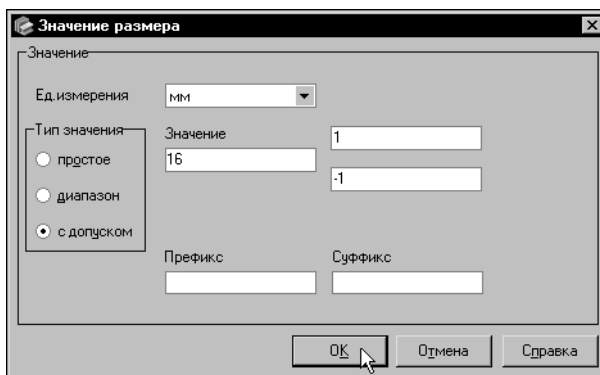 Значение размера
Значение
Ед.измерения
мм
Тип значения
простое
диапазон
с допуском
Значение
16
1
-1
Префикс
Суффикс
OK
Отмена
Справка